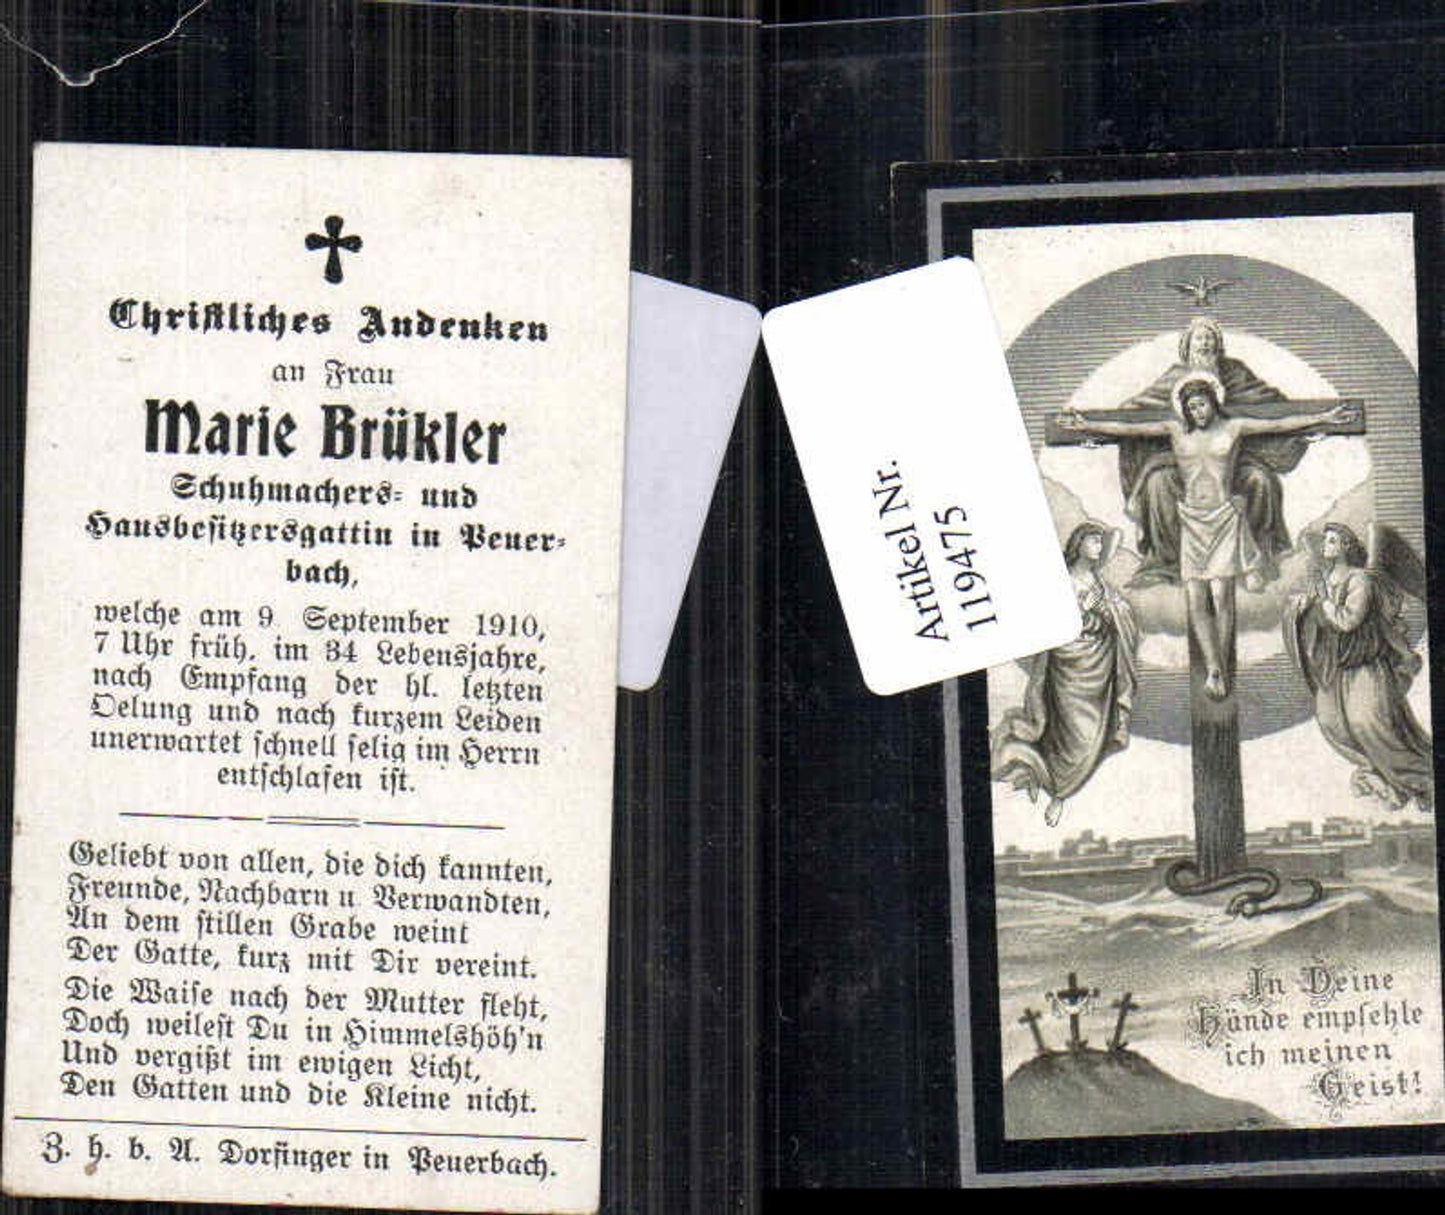 Christliches Andenken
an Frau
Marie Brükler
Schuhmachers- und
Hausbesitzersgattin in Peuer-
bach,
welche am 9 September 1910,
7 Uhr früh, im 34 Lebensjahre,
nach Empfang der hl. letzten
Oelung und nach kurzem Leiden
unerwartet schnell selig im Herrn
entschlafen ist.
Geliebt von allen, die dich kannten,
Freunde, Nachbarn u Verwandten,
An dem stillen Grabe weint
Der Gatte, kurz mit Dir vereint.
Die Waise nach der Mutter fleht,
Doch weilest Du in Himmelshöh'n
Und vergißt im ewigen Licht,
Den Gatten und die Kleine nicht.
Z. h. b. A. Dorfinger in Peuerbach.
Artikel Nr.
119475
In Deine
Hände empfehle
ich meinen
Geist!